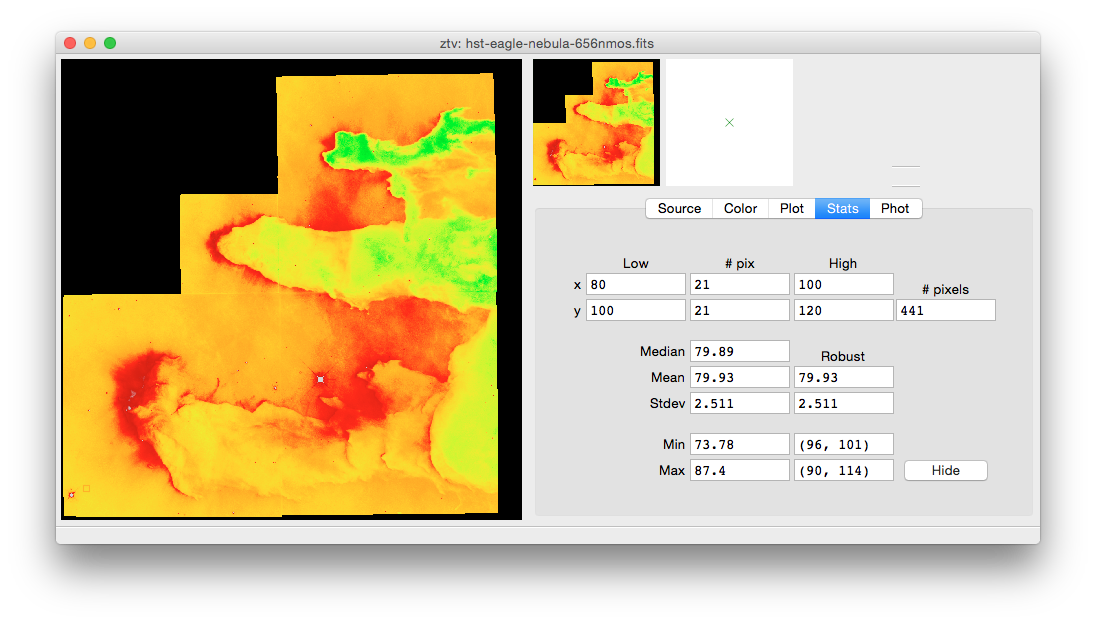 ztv: hst-eagle-nebula-656nmos.fits
Source Color Plot Stats Phot
Low # pix High
# pixels
x 80 21 100
y 100 21 120 441
Median 79.89
Robust
Mean 79.93 79.93
Stdev 2.511 2.511
Min 73.78 (96, 101)
Max 87.4 (90, 114) Hide